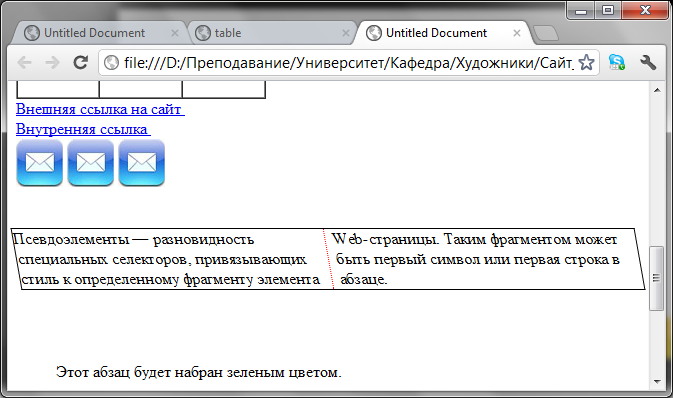 Untitled Document
table
Untitled Document
file:///D:/Преподавание/Университет/Кафедра/Художники/Сайт_
Внешняя ссылка на сайт
Внутренняя ссылка
Псевдоэлементы — разновидность
специальных селекторов, привязывающих
стиль к определенному фрагменту элемента
Web-страницы. Таким фрагментом может
быть первый символ или первая строка в
абзаце.
Этот абзац будет набран зеленым цветом.